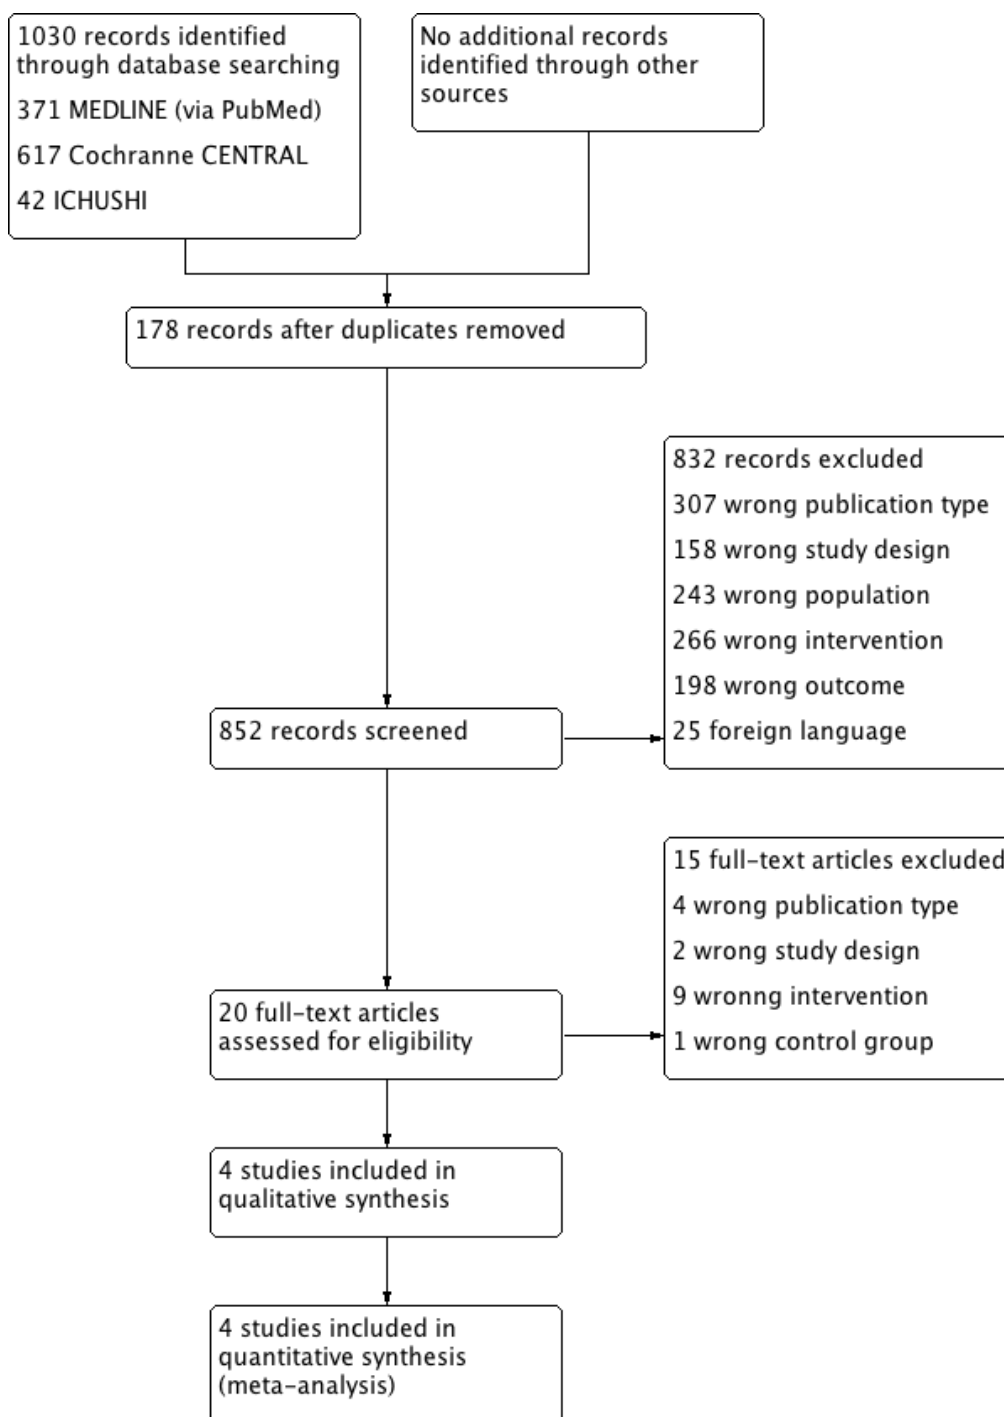 1030 records identified
through database searching
371 MEDLINE (via PubMed)
617 Cochranne CENTRAL
42 ICHUSHI
No additional records
identified through other
sources
178 records after duplicates removed
832 records excluded
307 wrong publication type
158 wrong study design
243 wrong population
266 wrong intervention
198 wrong outcome
25 foreign language
852 records screened
15 full-text articles excluded
4 wrong publication type
2 wrong study design
9 wronng intervention
1 wrong control group
20 full-text articles
assessed for eligibility
4 studies included in
qualitative synthesis
4 studies included in
quantitative synthesis
(meta-analysis)